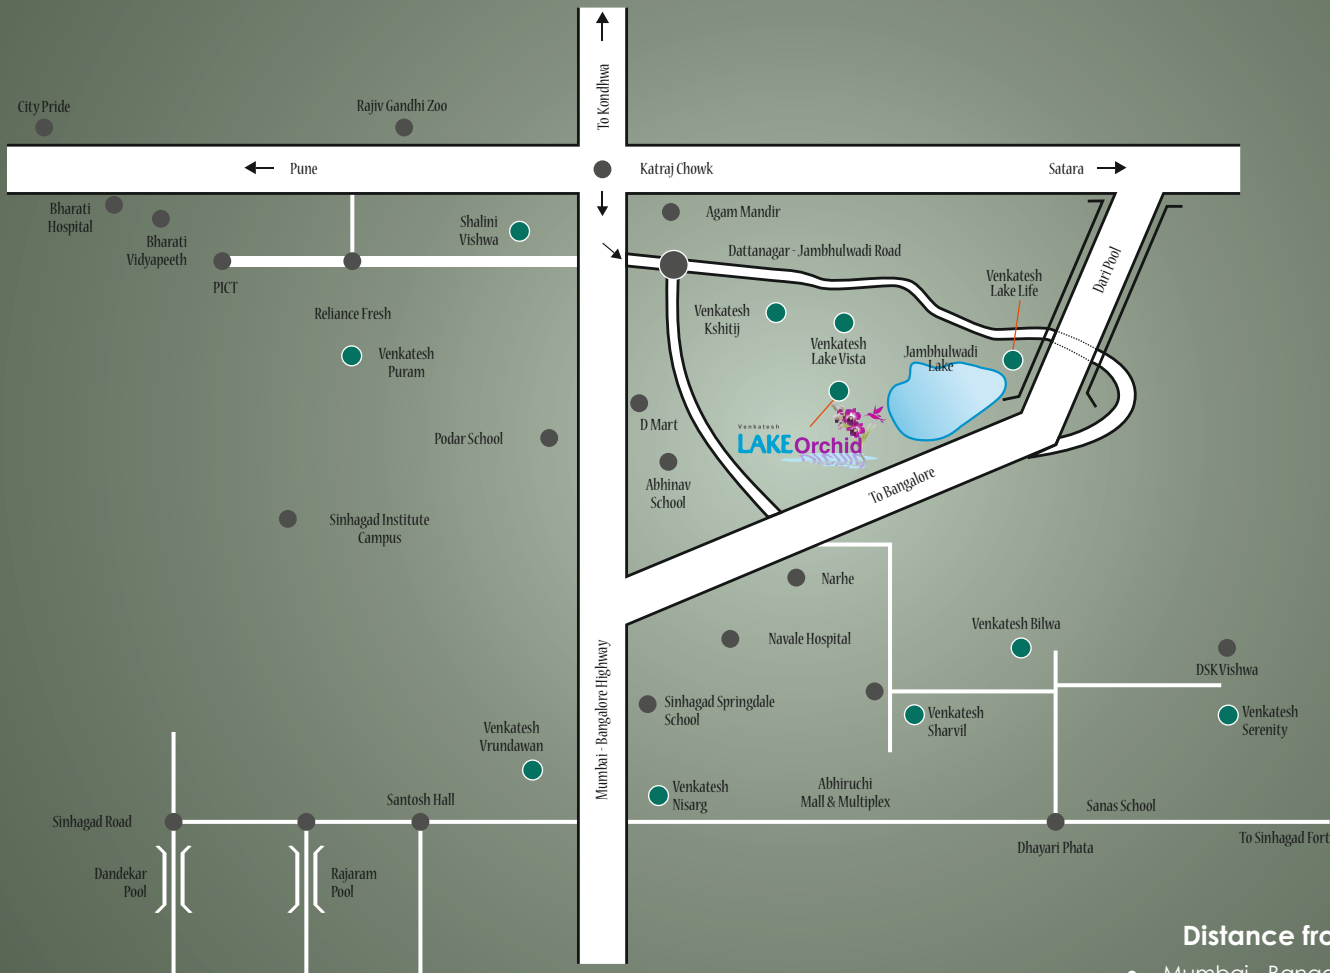 To Kondhwa
City Pride
Rajiv Gandhi Zoo
Pune
Katraj Chowk
Satara
Bharati
Hospital
Bharati
Vidyapeeth
Shalini
Vishwa
Agam Mandir
Dattanagar - Jambhulwadi Road
Dari Pool
PICT
Reliance Fresh
Venkatesh
Lake Life
Venkatesh
Kshitij
Venkatesh
Lake Vista
Jambhulwadi
Lake
Venkatesh
Puram
D Mart
Venkatesh
LAKE Orchid
Podar School
Abhinav
School
To Bangalore
Sinhagad Institute
Campus
Narhe
Navale Hospital
Venkatesh Bilwa
DSK Vishwa
Mumbai - Bangalore Highway
Sinhagad Springdale
School
Venkatesh
Sharvil
Venkatesh
Serenity
Venkatesh
Vrundawan
Venkatesh
Nisarg
Abhiruchi
Mall & Multiplex
Santosh Hall
Sanas School
Sinhagad Road
To Sinhagad Fort
Dhayari Phata
Dandekar
Pool
Rajaram
Pool
Distance fro
Mumbai - Banga